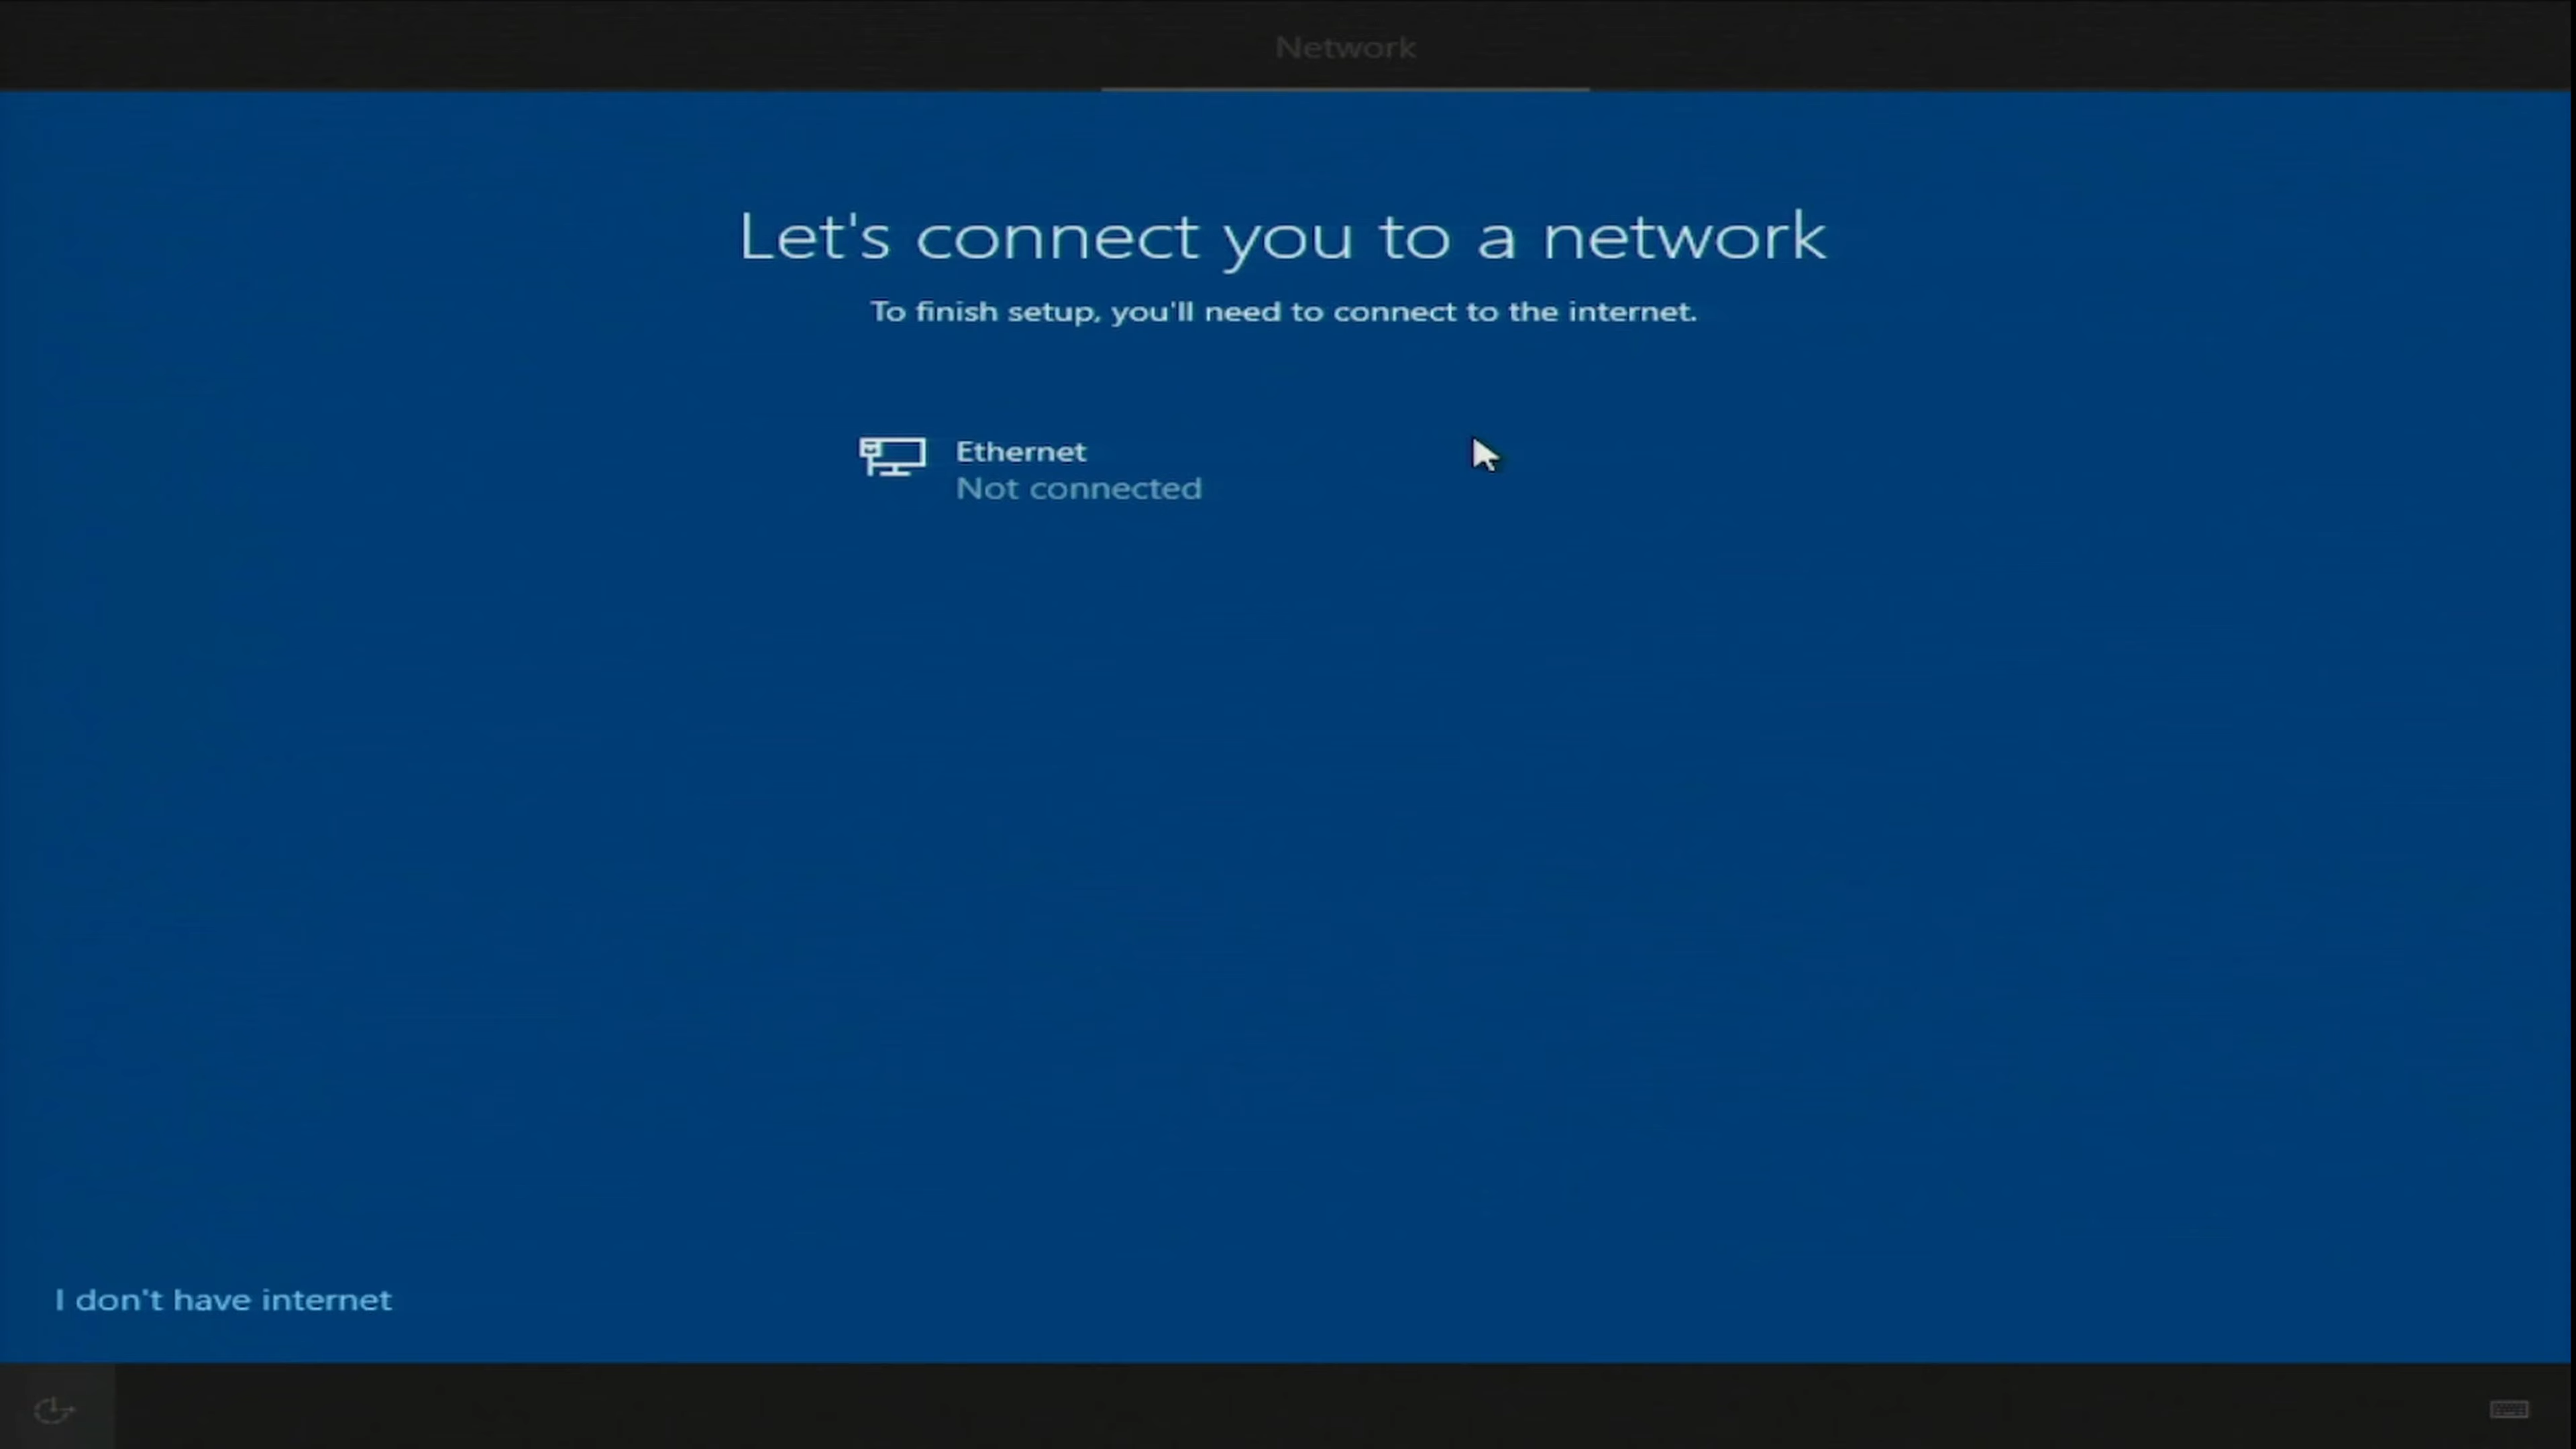 Network
Let's connect you to a network
To finish setup, you'll need to connect to the internet.
Ethernet
Not connected
I don't have internet